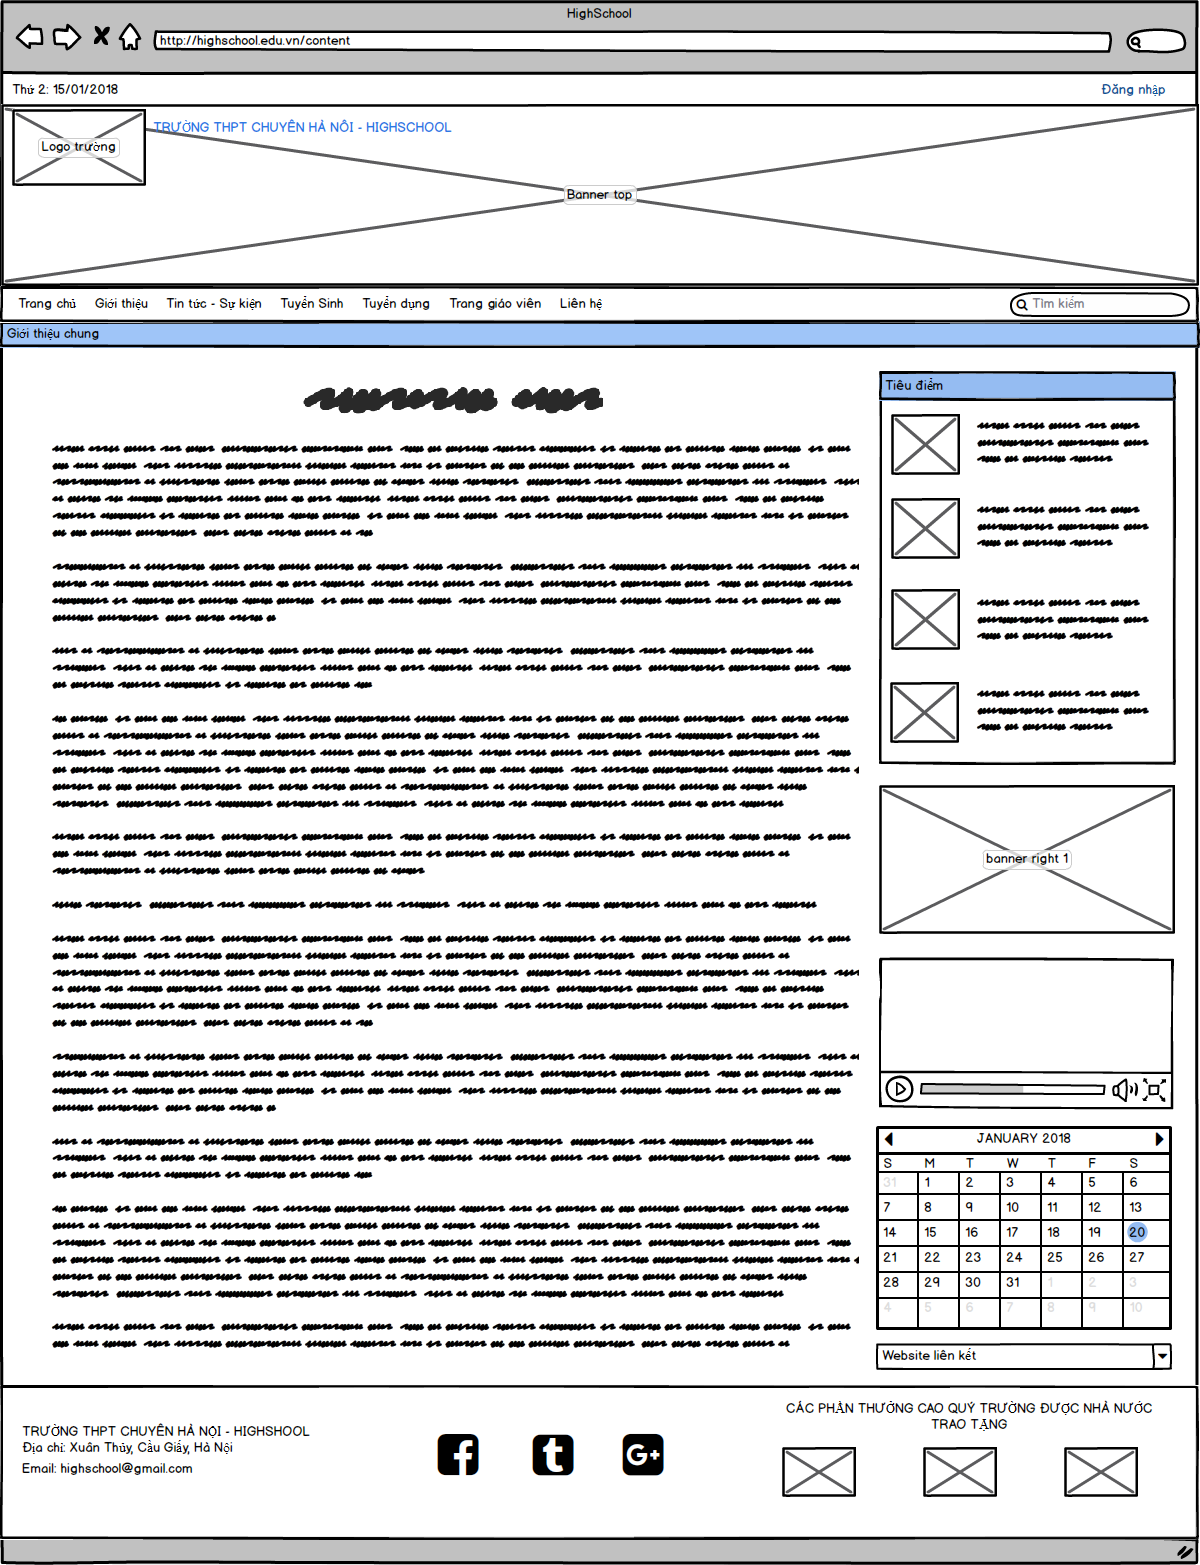 HighSchool
http://highschool.edu.vn/content
Thứ 2: 15/01/2018
Đăng nhập
TRƯỜNG THPT CHUYÊN HÀ NÔI - HIGHSCHOOL
Logo trường
Banner top
Trang chủ Giới thiệu Tin tức - Sự kiện Tuyển Sinh Tuyển dụng Trang giáo viên Liên hệ
TÌm kiếm
Giới thiệu chung
Tiêu điểm
banner right 1
JANUARY 2018
S M T W T F S
31 1 2 3 4 5 6
7 8 9 10 11 12 13
14 15 16 17 18 19 20
21 22 23 24 25 26 27
28 29 30 31 1 2 3
4 5 6 7 8 9 10
Website liên kết
TRƯỜNG THPT CHUYÊN HÀ NỘI - HIGHSHOOL
Địa chỉ: Xuân Thủy, Cầu Giấy, Hà Nội
Email: highschool@gmail.com
CÁC PHẦN THƯỞNG CAO QUÝ TRƯỜNG ĐƯỢC NHÀ NƯỚC
TRAO TẶNG